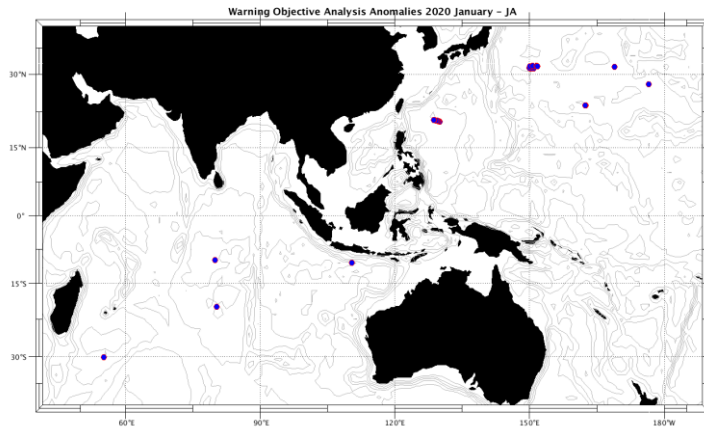 Warning Objective Analysis Anomalies 2020 January - JA
30°N
15°N
0°
15°S
30°S
60°E 90°E 120°E 150°E 180°W